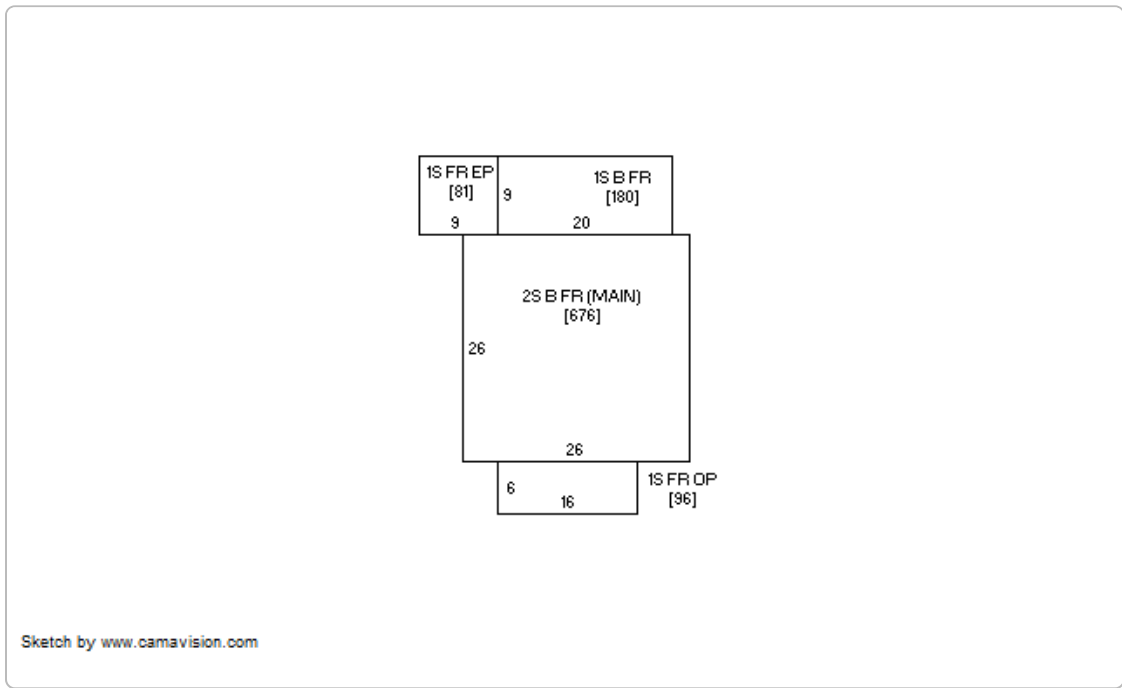 1S FR EP
[81]
9
9
1S B FR
[180]
20
2S B FR (MAIN)
[676]
26
26
6
16
1S FR OP
[96]
Sketch by www.camavision.com